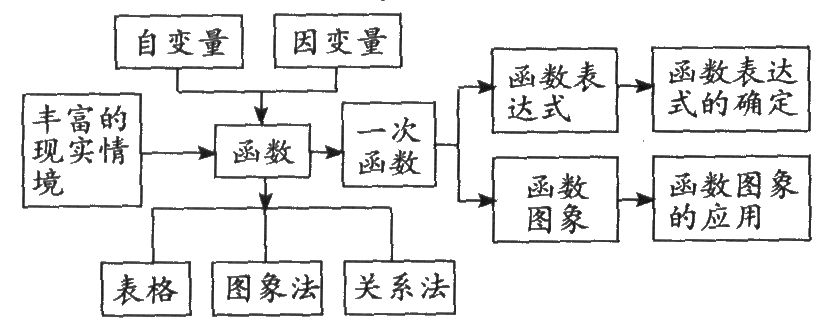 自变量
因变量
丰富的
现实情
境
函数
一次
函数
函数表
达式
函数表达
式的确定
函数
图象
函数图象
的应用
表格
图象法
关系法